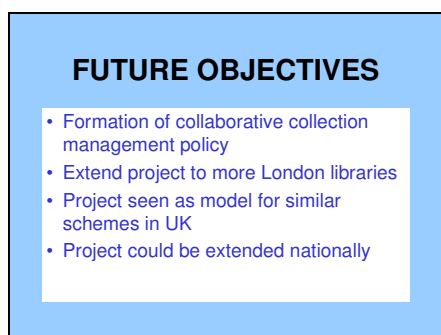 FUTURE OBJECTIVES
• Formation of collaborative collection
management policy
• Extend project to more London libraries
• Project seen as model for similar
schemes in UK
• Project could be extended nationally